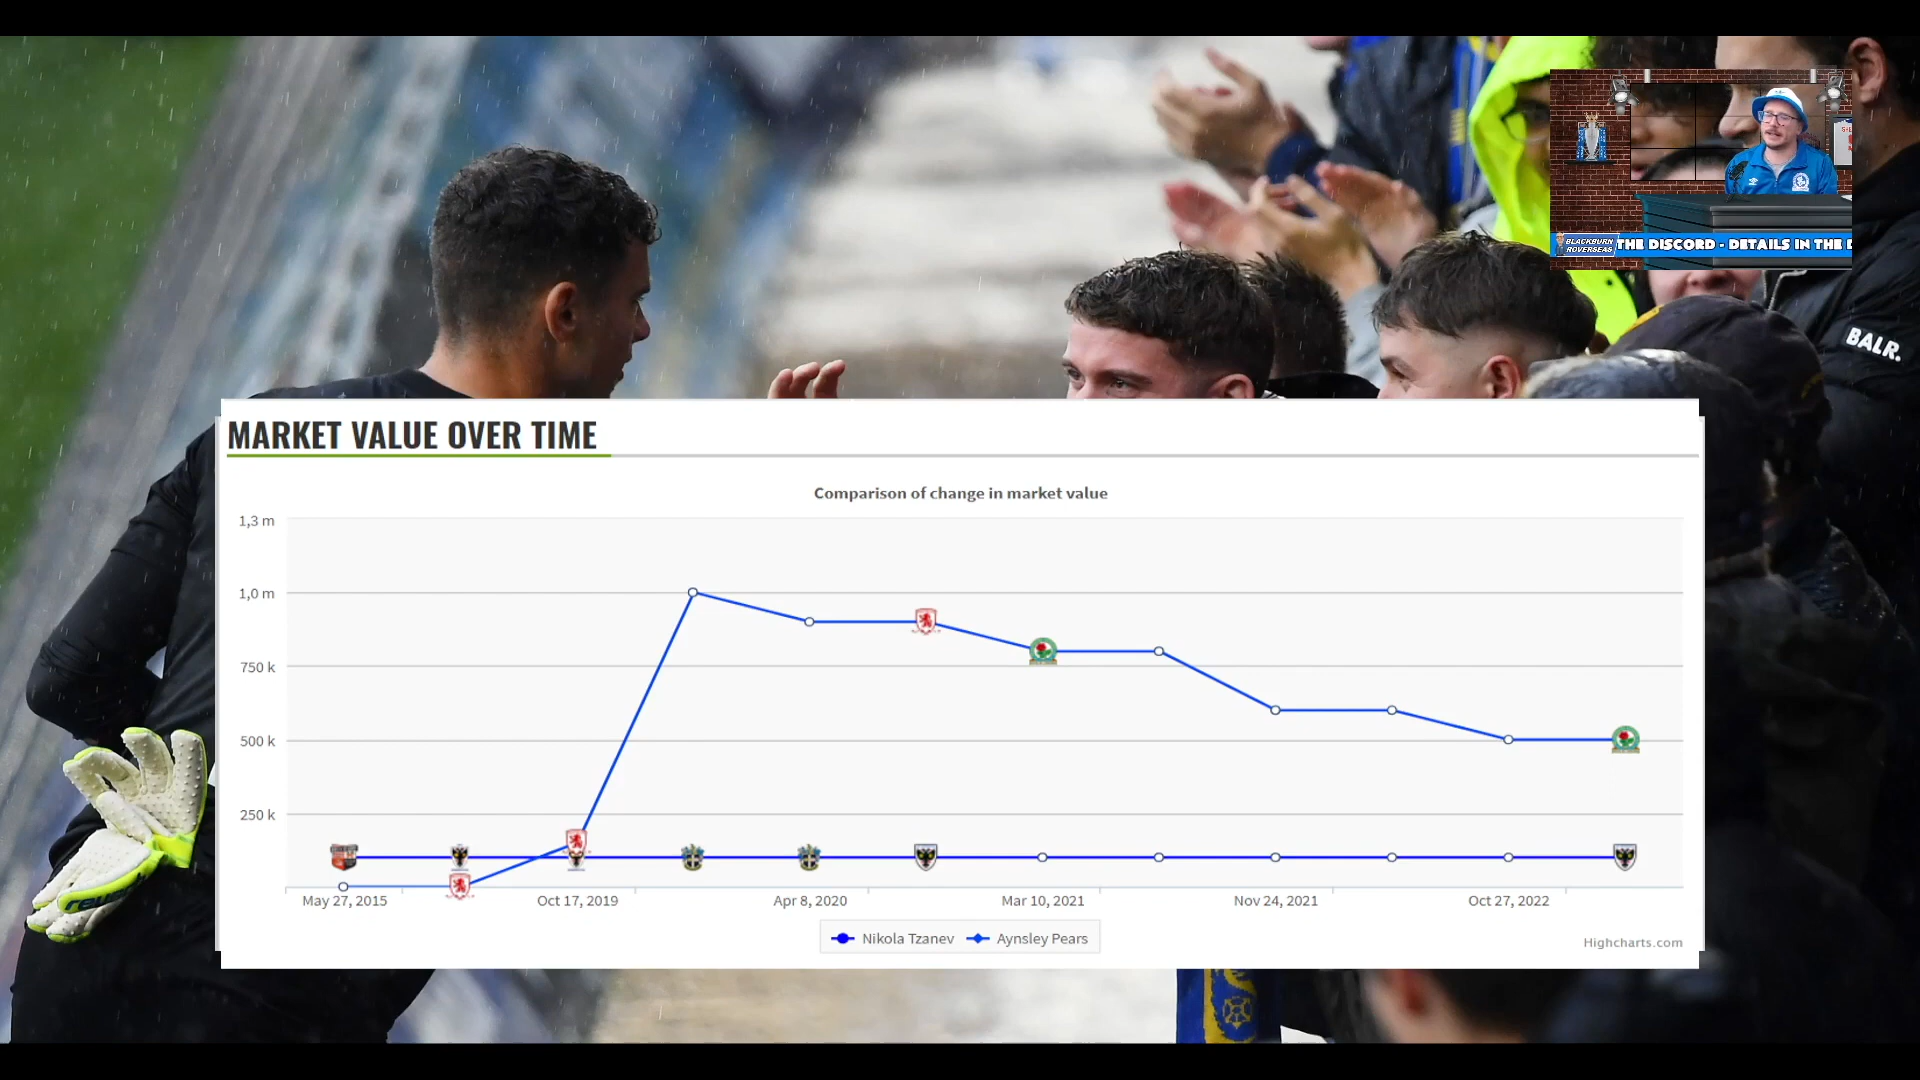 BALR.
BLACKBURN
ROVERSEAS
THE DISCORD - DETAILS IN THE D
MARKET VALUE OVER TIME
Comparison of change in market value
1,3 m
1,0 m
750 k
500 k
250 k
May 27, 2015
Oct 17, 2019
Apr 8, 2020
Mar 10, 2021
Nov 24, 2021
Oct 27, 2022
Nikola Tzanev
Aynsley Pears
Highcharts.com